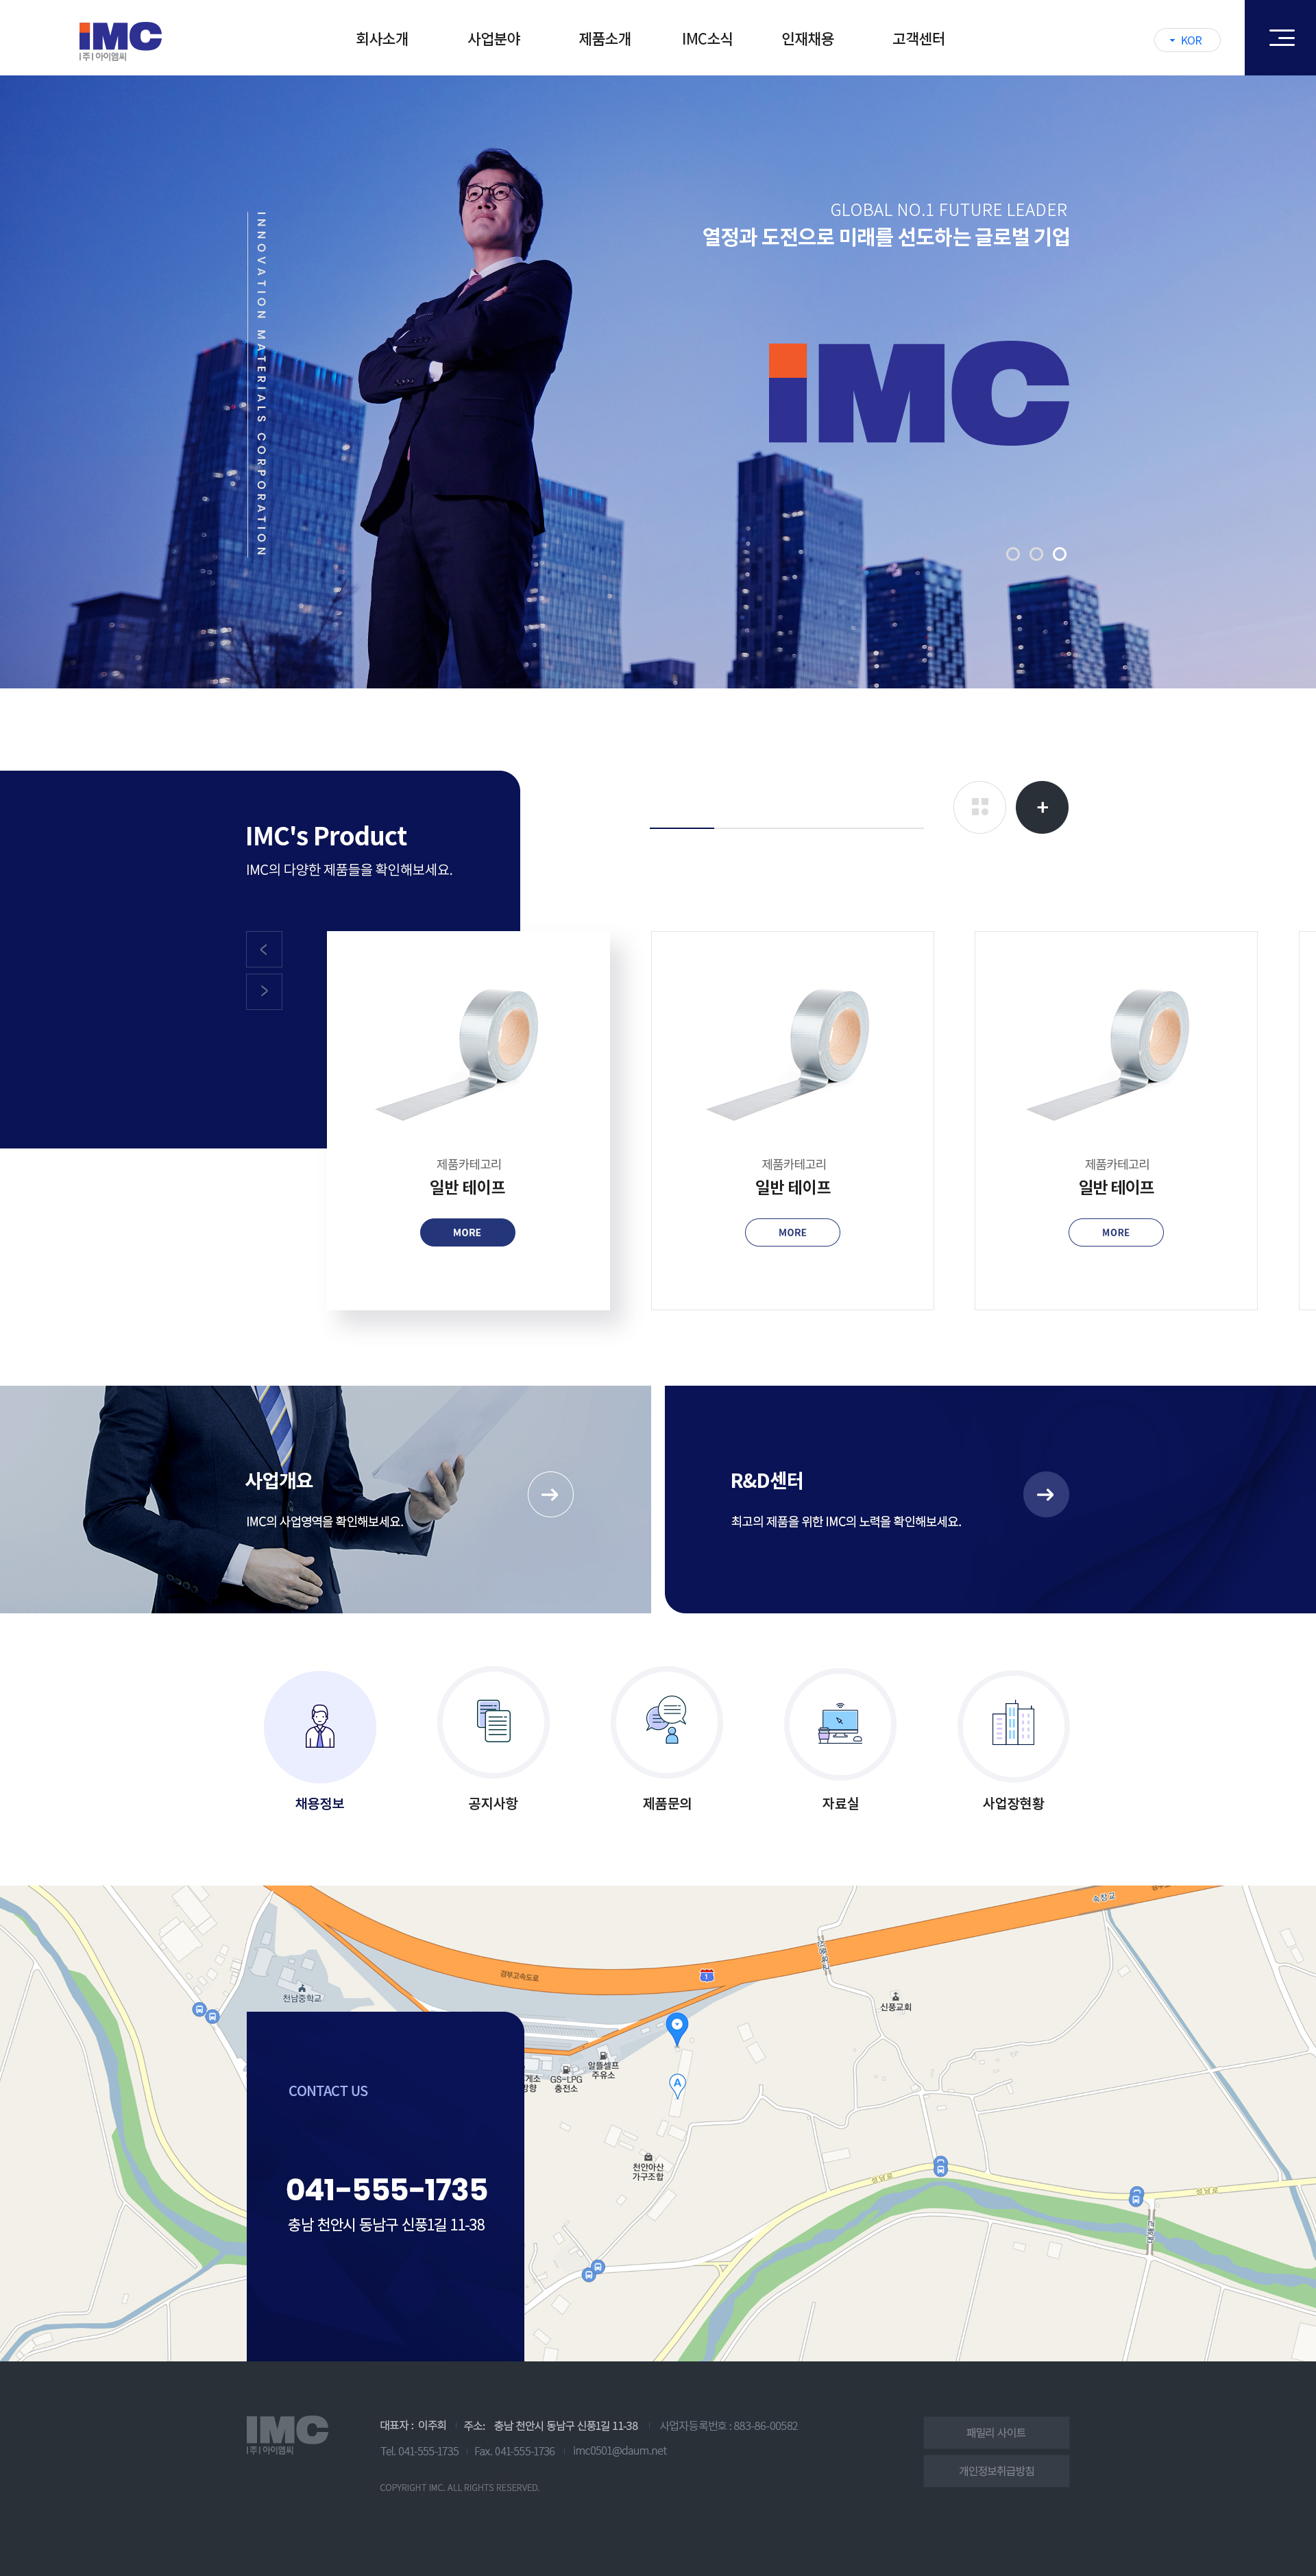 iMC
I 주 I 아이엠씨
회사소개
사업분야
제품소개
IMC소식
인재채용
고객센터
KOR
INNOVATION MATERIALS CORPORATION
GLOBAL NO.1 FUTURE LEADER
열정과 도전으로 미래를 선도하는 글로벌 기업
iMC
IMC's Product
IMC의 다양한 제품들을 확인해보세요.
제품카테고리
일반 테이프
MORE
제품카테고리
일반 테이프
MORE
제품카테고리
일반 테이프
MORE
사업개요
IMC의 사업영역을 확인해보세요.
R&D센터
최고의 제품을 위한 IMC의 노력을 확인해보세요.
채용정보
공지사항
제품문의
자료실
사업장현황
경부고속도로
1
천남중학교
신풍교회
알뜰셀프
주유소
GS-LPG
충전소
A
천안아산
가구조합
성남로
성남로
대해교
CONTACT US
041-555-1735
충남 천안시 동남구 신풍1길 11-38
IMC
I 주 I 아이엠씨
대표자 : 이주희
주소: 충남 천안시 동남구 신풍1길 11-38
사업자등록번호 : 883-86-00582
Tel. 041-555-1735
Fax. 041-555-1736
imc0501@daum.net
COPYRIGHT IMC. ALL RIGHTS RESERVED.
패밀리 사이트
개인정보취급방침